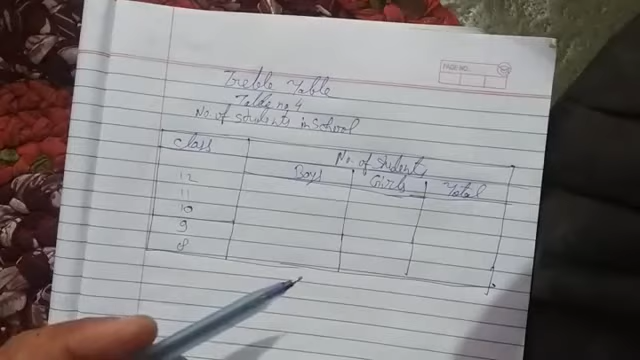 Treble Table
Table no 4
No of students in School
PAGE NO.
Class
No. of students
Boys
Girls
Total
12
11
10
9
8